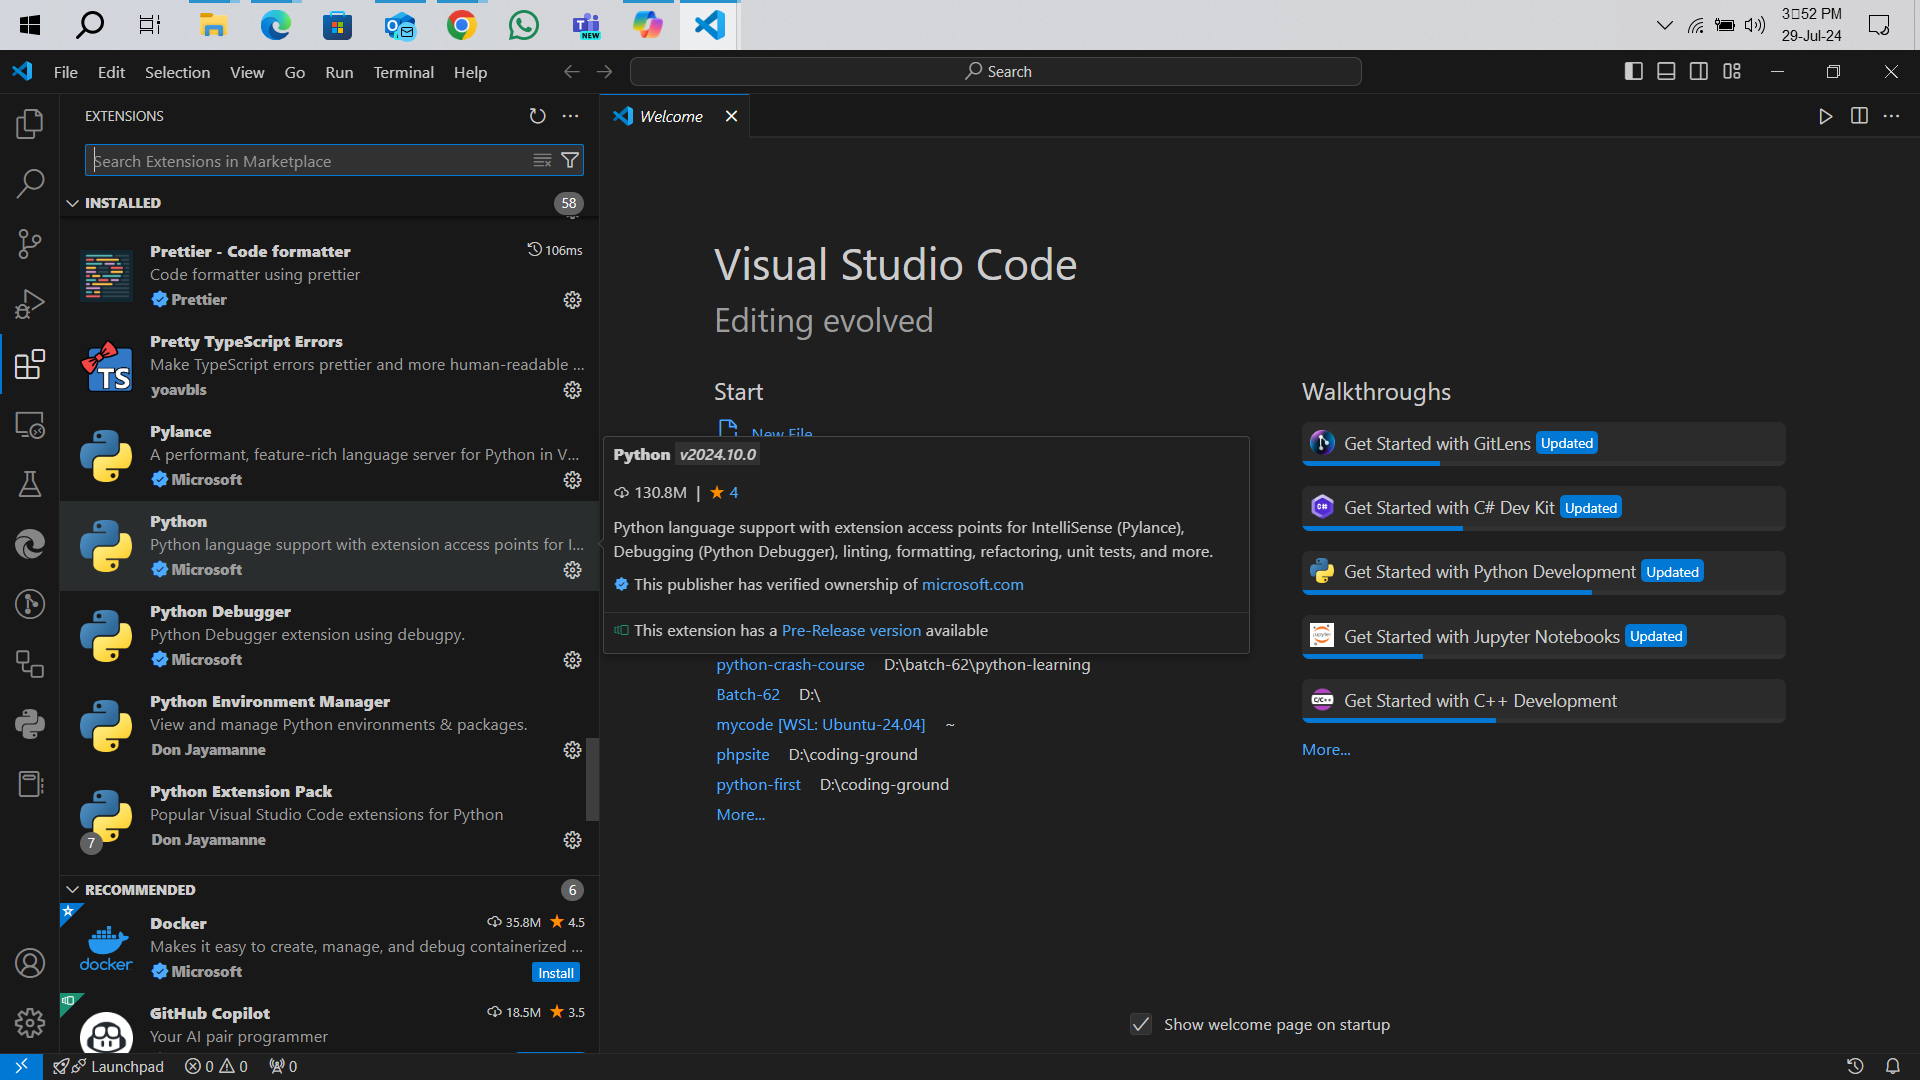 NEW
3 52 PM
29-Jul-24
File Edit Selection View Go Run Terminal Help
Search
EXTENSIONS
Search Extensions in Marketplace
INSTALLED 58
Prettier - Code formatter 106ms
Code formatter using prettier
Prettier
Pretty TypeScript Errors
Make TypeScript errors prettier and more human-readable ...
yoavbls
TS
Pylance
A performant, feature-rich language server for Python in V...
Microsoft
Python
Python language support with extension access points for I...
Microsoft
Python Debugger
Python Debugger extension using debugpy.
Microsoft
Python Environment Manager
View and manage Python environments & packages.
Don Jayamanne
Python Extension Pack
Popular Visual Studio Code extensions for Python
Don Jayamanne
7
RECOMMENDED 6
Docker 35.8M 4.5
Makes it easy to create, manage, and debug containerized ...
docker
Microsoft Install
GitHub Copilot 18.5M 3.5
Your AI pair programmer
Welcome
Visual Studio Code
Editing evolved
Start
New File
Python v2024.10.0
130.8M | 4
Python language support with extension access points for IntelliSense (Pylance),
Debugging (Python Debugger), linting, formatting, refactoring, unit tests, and more.
This publisher has verified ownership of microsoft.com
This extension has a Pre-Release version available
python-crash-course D:\batch-62\python-learning
Batch-62 D:\
mycode [WSL: Ubuntu-24.04] ~
phpsite D:\coding-ground
python-first D:\coding-ground
More...
Walkthroughs
Get Started with GitLens Updated
Get Started with C# Dev Kit Updated
Get Started with Python Development Updated
Get Started with Jupyter Notebooks Updated
Get Started with C++ Development
More...
Show welcome page on startup
Launchpad 0 0 0